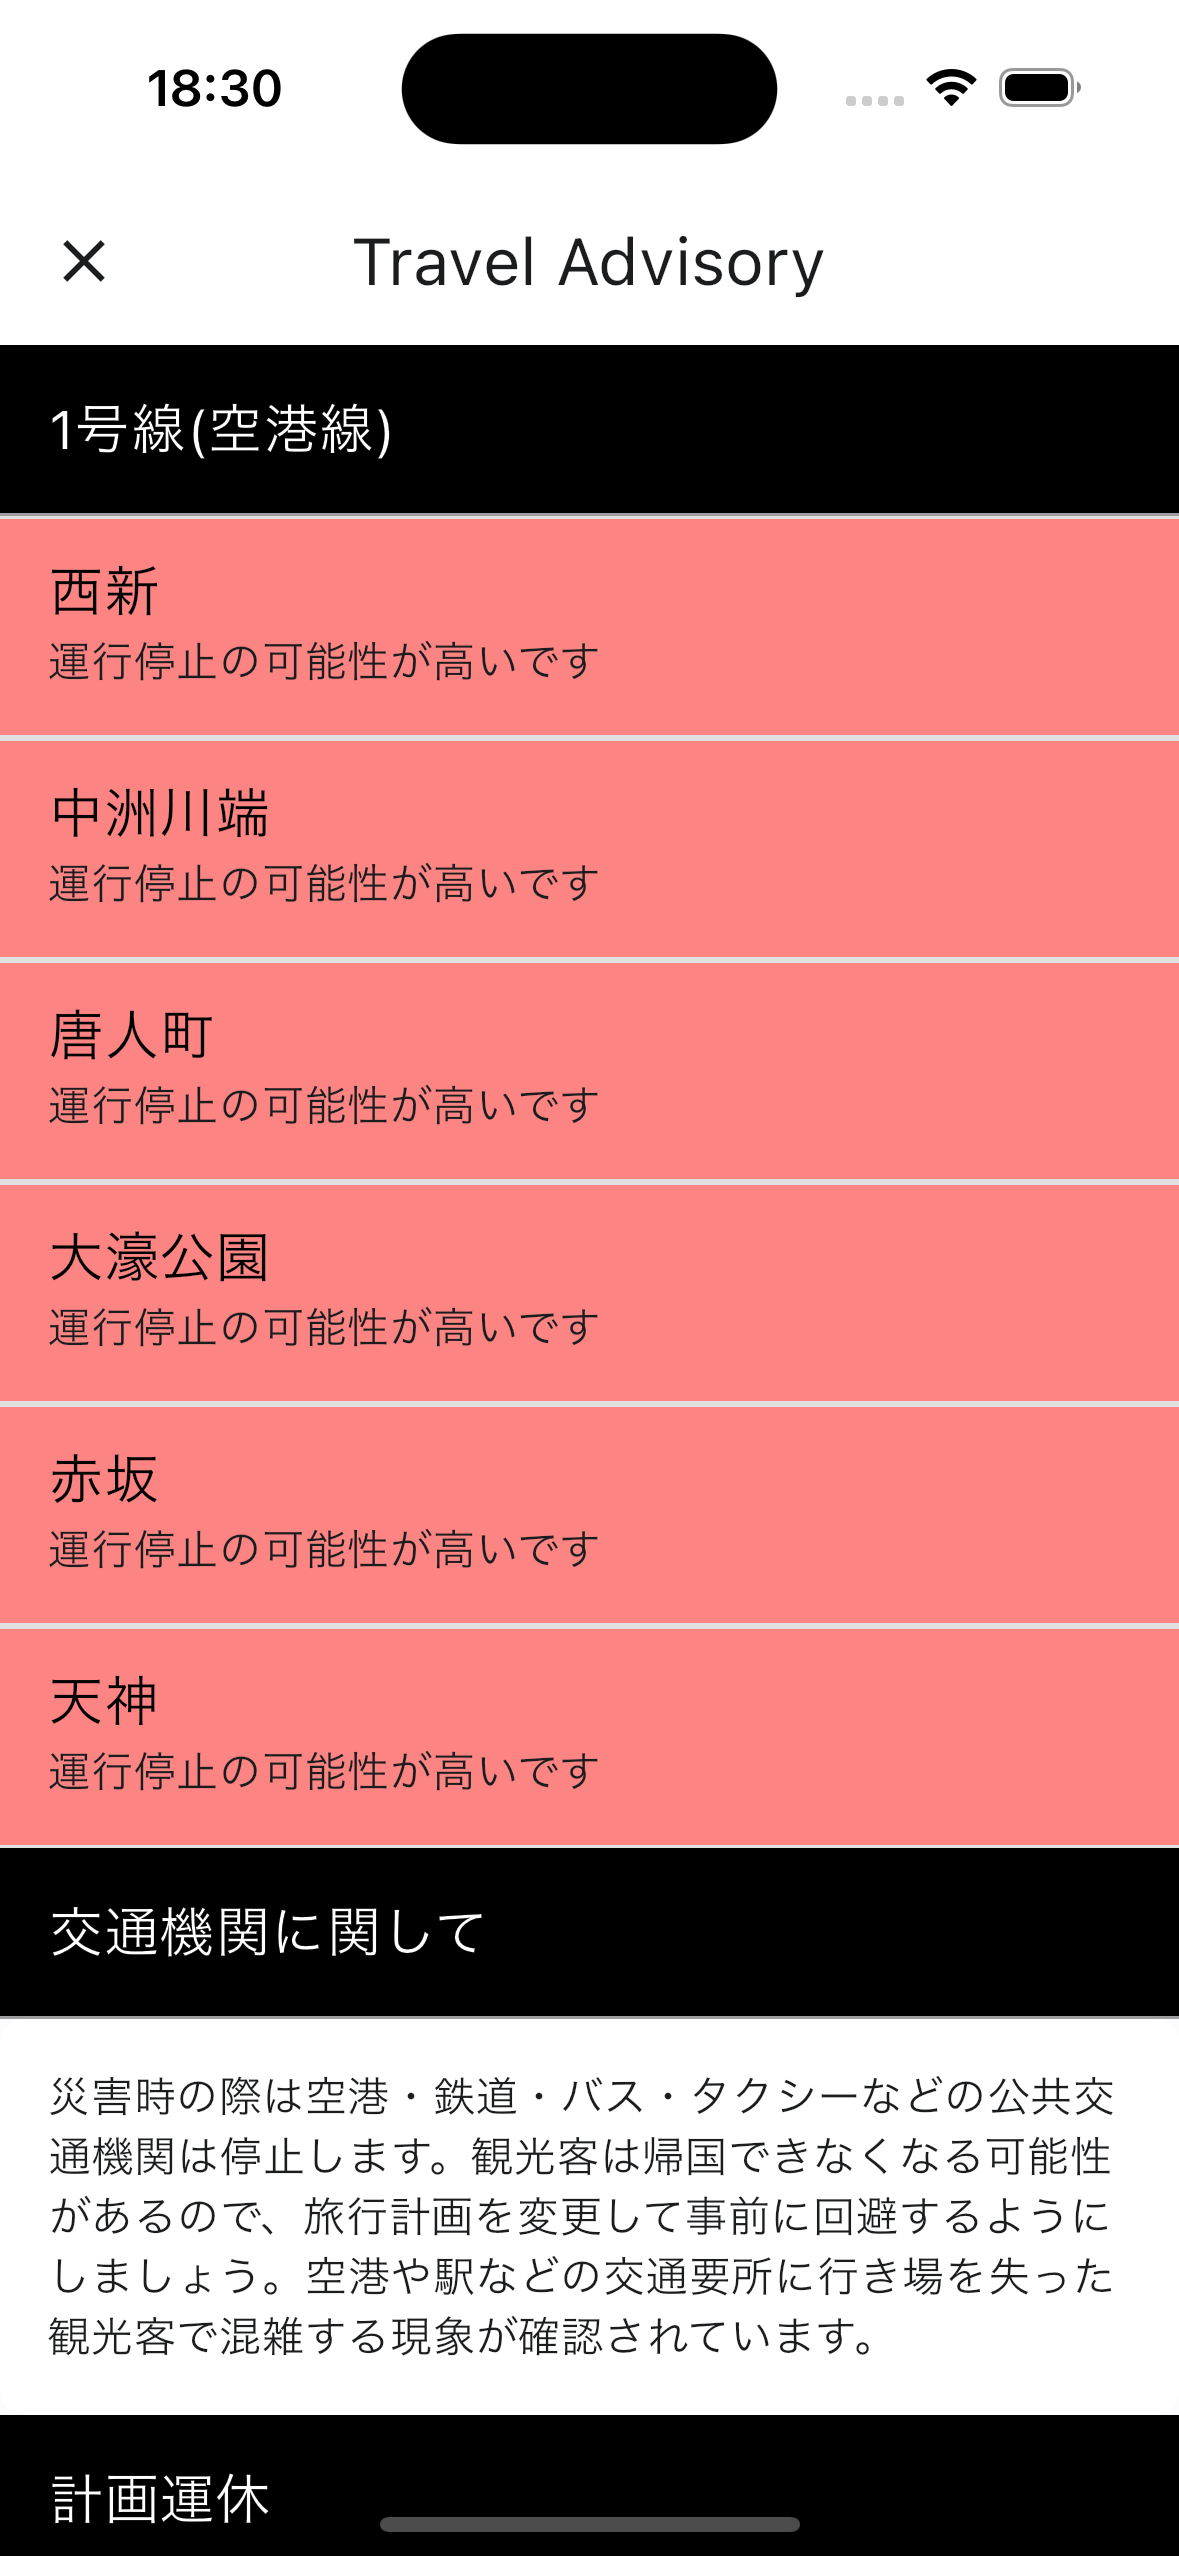 18:30
Travel Advisory
1号線(空港線)
西新
運行停止の可能性が高いです
中洲川端
運行停止の可能性が高いです
唐人町
運行停止の可能性が高いです
大濠公園
運行停止の可能性が高いです
赤坂
運行停止の可能性が高いです
天神
運行停止の可能性が高いです
交通機関に関して
災害時の際は空港・鉄道・バス・タクシーなどの公共交
通機関は停止します。観光客は帰国できなくなる可能性
があるので、旅行計画を変更して事前に回避するように
しましょう。空港や駅などの交通要所に行き場を失った
観光客で混雑する現象が確認されています。
計画運休